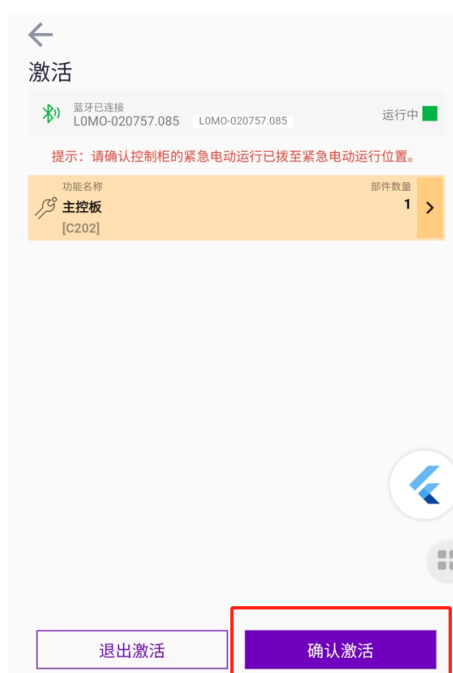 激活
蓝牙已连接
L0MO-020757.085 L0MO-020757.085 运行中
提示：请确认控制柜的紧急电动运行已拨至紧急电动运行位置。
功能名称 部件数量
主控板 1
[C202]
退出激活 确认激活